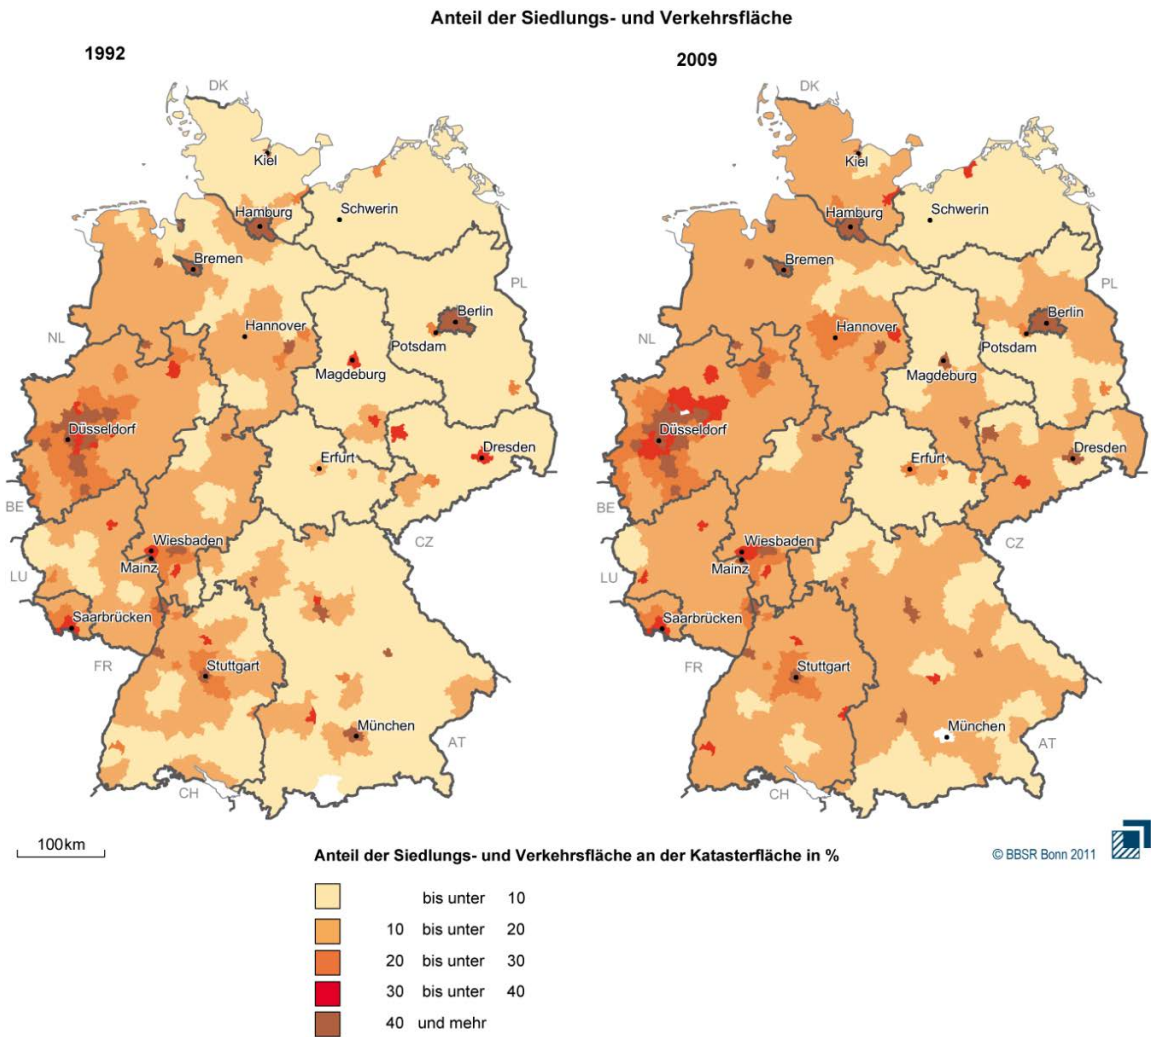 Anteil der Siedlungs- und Verkehrsfläche
1992
DK
Kiel
Hamburg
Schwerin
Bremen
PL
Berlin
NL
Hannover
Potsdam
Magdeburg
Düsseldorf
Dresden
Erfurt
BE
Wiesbaden
CZ
Mainz
LU
Saarbrücken
FR
Stuttgart
München
AT
CH
2009
DK
Kiel
Hamburg
Schwerin
Bremen
PL
Berlin
NL
Hannover
Potsdam
Magdeburg
Düsseldorf
Dresden
Erfurt
BE
Wiesbaden
CZ
Mainz
LU
Saarbrücken
FR
Stuttgart
München
AT
CH
100km
Anteil der Siedlungs- und Verkehrsfläche an der Katasterfläche in %
© BBSR Bonn 2011
bis unter 10
10 bis unter 20
20 bis unter 30
30 bis unter 40
40 und mehr